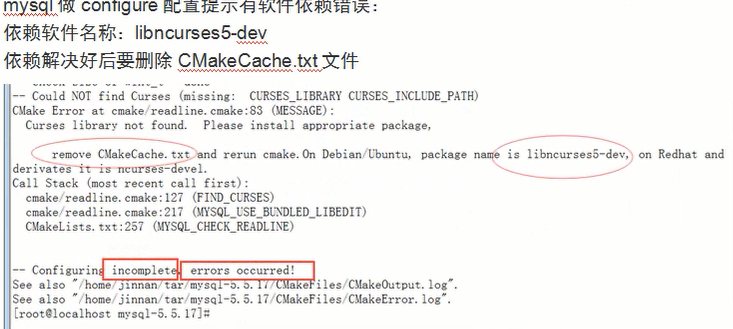 mysql 做 configure 配置提示有软件依赖错误：
依赖软件名称：libncurses5-dev
依赖解决好后要删除 CMakeCache.txt 文件
-- Could NOT find Curses (missing:  CURSES_LIBRARY CURSES_INCLUDE_PATH)
CMake Error at cmake/readline.cmake:83 (MESSAGE):
Curses library not found.  Please install appropriate package,
remove CMakeCache.txt and rerun cmake.On Debian/Ubuntu, package name is libncurses5-dev, on Redhat and
derivates it is ncurses-devel.
Call Stack (most recent call first):
cmake/readline.cmake:127 (FIND_CURSES)
cmake/readline.cmake:217 (MYSQL_USE_BUNDLED_LIBEDIT)
CMakeLists.txt:257 (MYSQL_CHECK_READLINE)
-- Configuring incomplete, errors occurred!
See also "/home/jinnan/tar/mysql-5.5.17/CMakeFiles/CMakeOutput.log".
See also "/home/jinnan/tar/mysql-5.5.17/CMakeFiles/CMakeError.log".
[root@localhost mysql-5.5.17]#